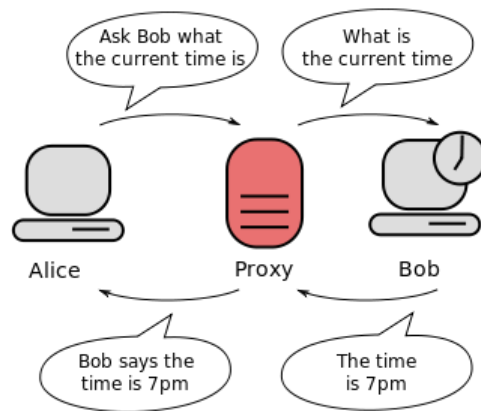 Ask Bob what
the current time is
What is
the current time
Alice
Proxy
Bob
Bob says the
time is 7pm
The time
is 7pm